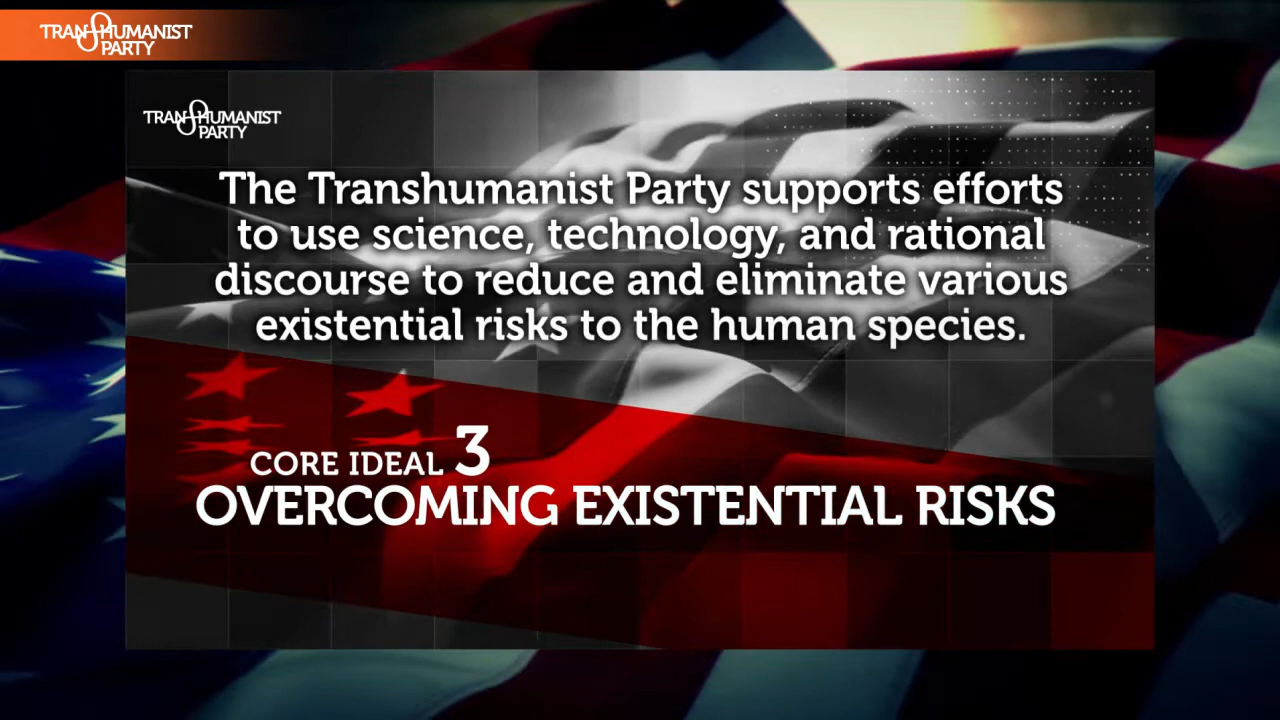 TRANSHUMANIST
PARTY
TRANSHUMANIST
PARTY
The Transhumanist Party supports efforts
to use science, technology, and rational
discourse to reduce and eliminate various
existential risks to the human species.
CORE IDEAL 3
OVERCOMING EXISTENTIAL RISKS